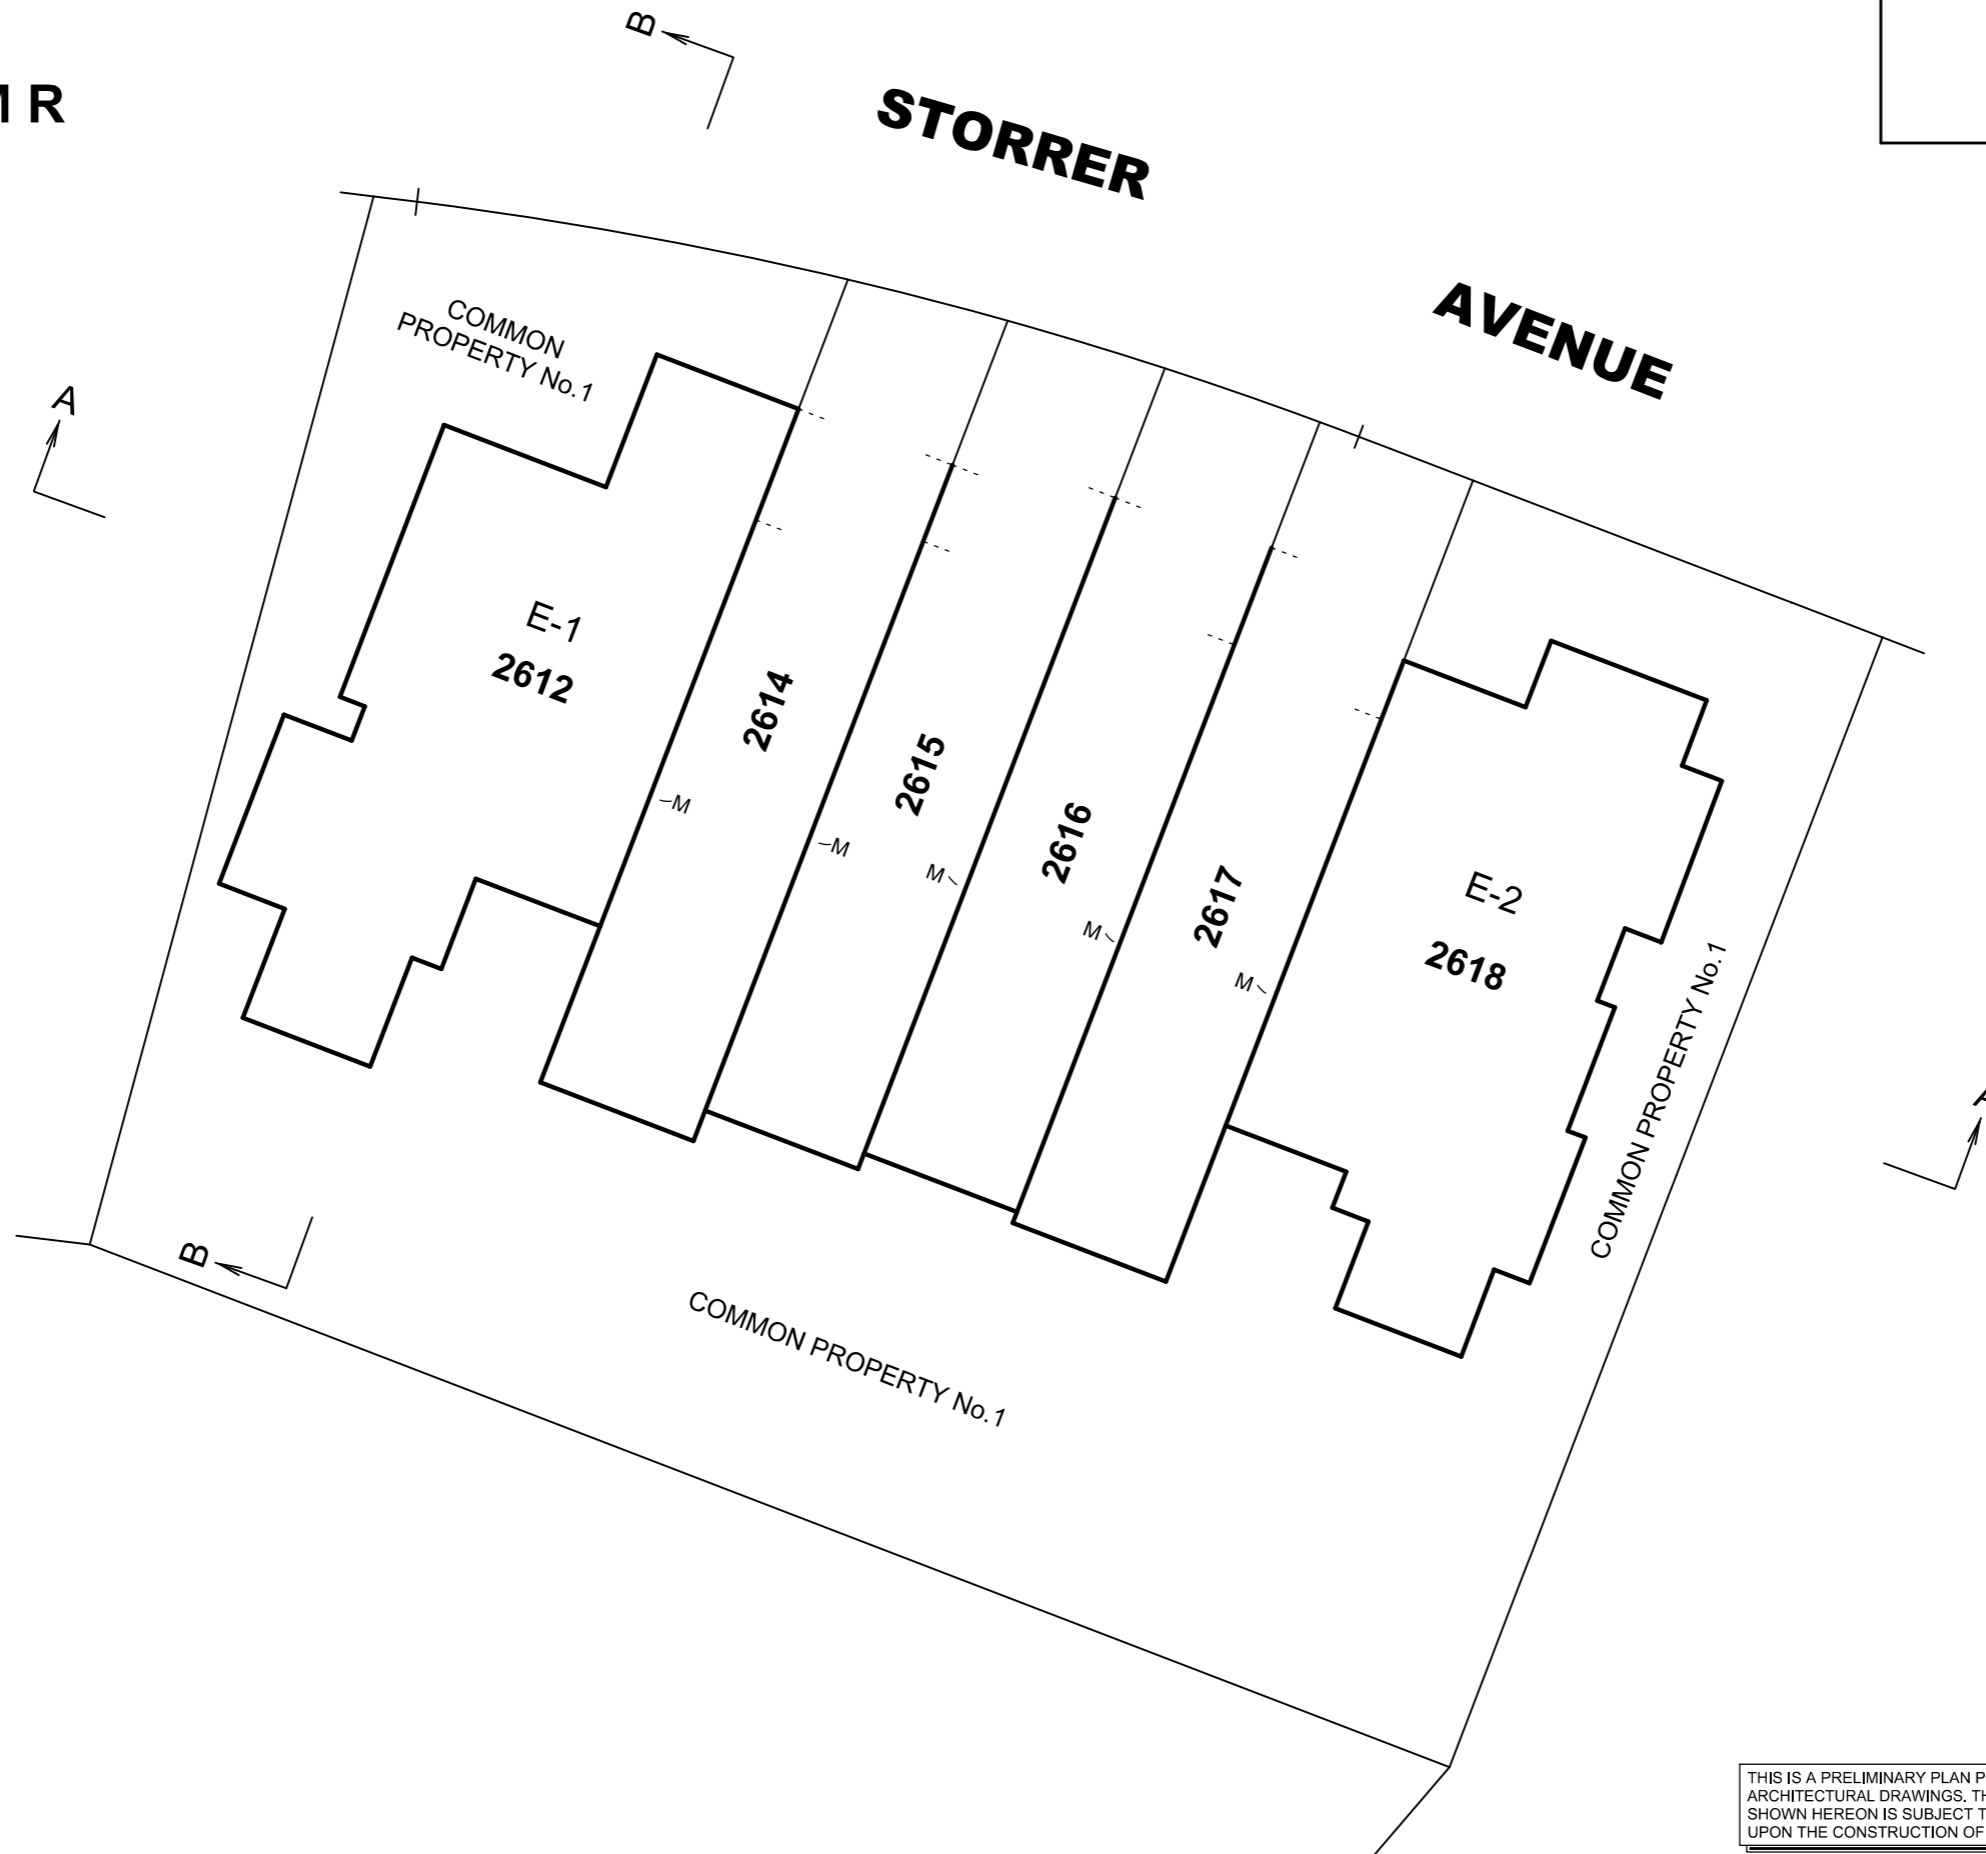 B
STORRER
AVENUE
COMMON
PROPERTY No.1
A
E-1
2612
2614
2615
2616
2617
M
M
M
M
M
E-2
2618
COMMON PROPERTY No.1
A
B
COMMON PROPERTY No.1
THIS IS A PRELIMINARY PLAN
ARCHITECTURAL DRAWINGS.
SHOWN HEREON IS SUBJECT
UPON THE CONSTRUCTION OF